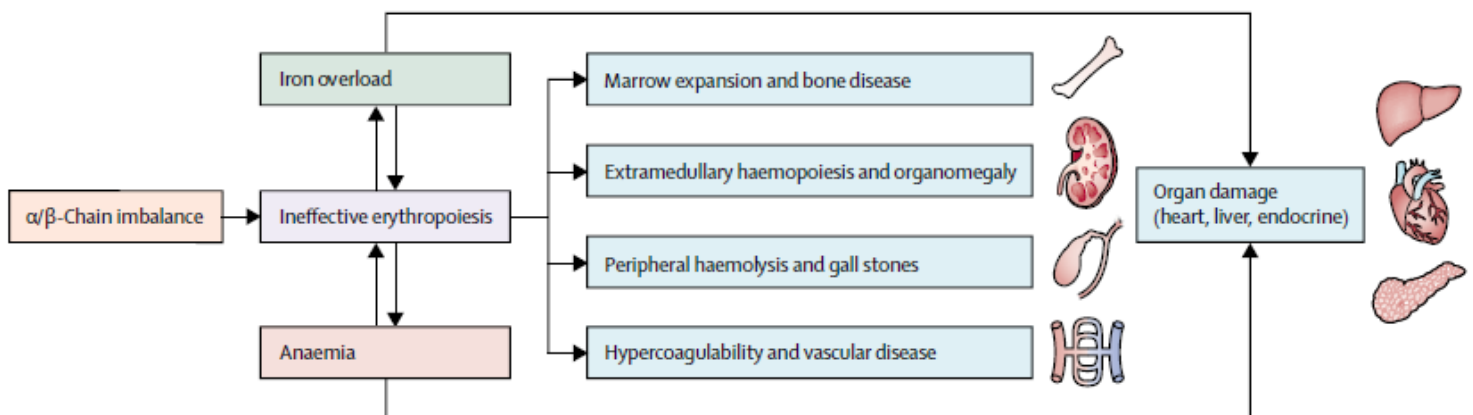 Iron overload
Marrow expansion and bone disease
Extramedullary haemopoiesis and organomegaly
α/β-Chain imbalance
Ineffective erythropoiesis
Organ damage
(heart, liver, endocrine)
Peripheral haemolysis and gall stones
Anaemia
Hypercoagulability and vascular disease